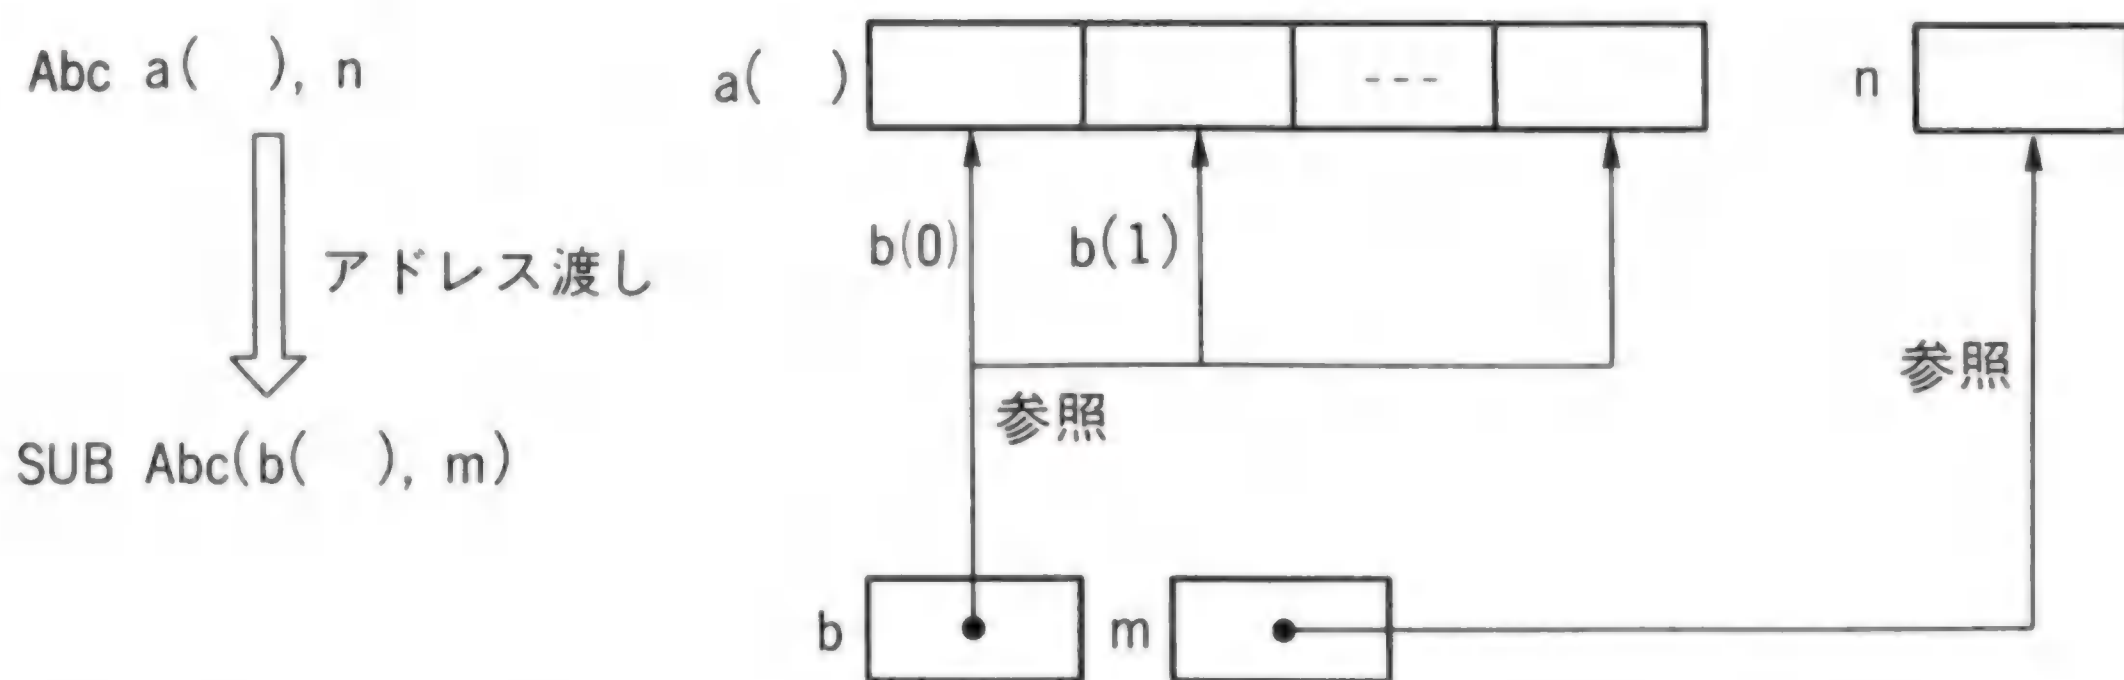 Abc a(  ), n
アドレス渡し
SUB Abc(b(  ), m)
a(  )
---
n
b(0)
b(1)
参照
参照
b
m